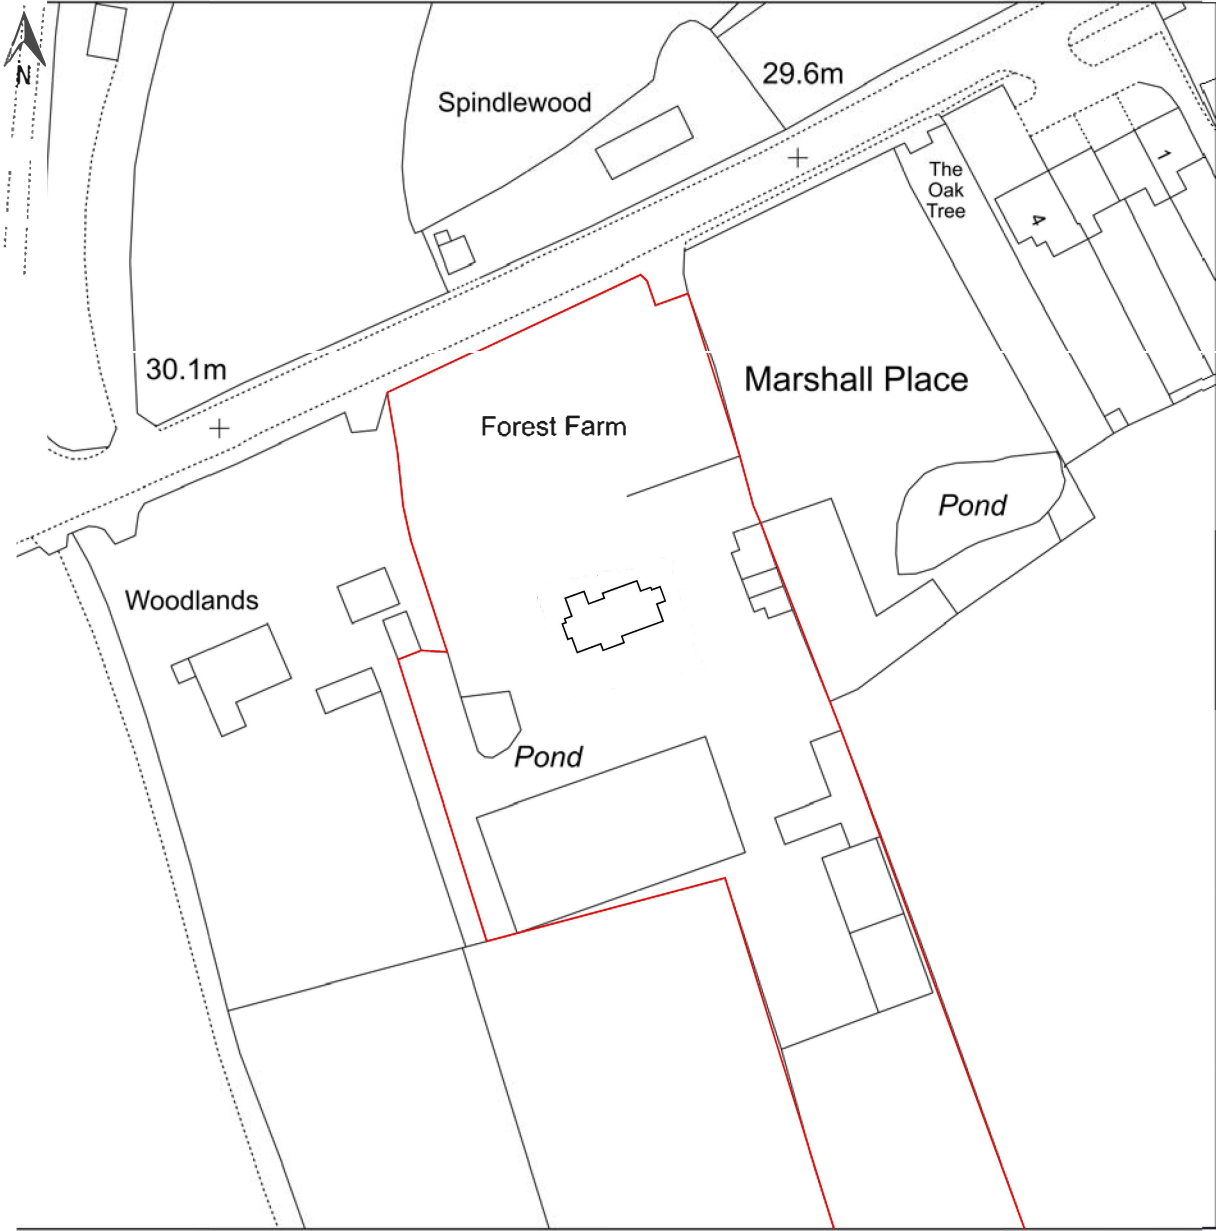 N
29.6m
Spindlewood
1
The
Oak
Tree
4
30.1m
Marshall Place
Forest Farm
Pond
Woodlands
Pond